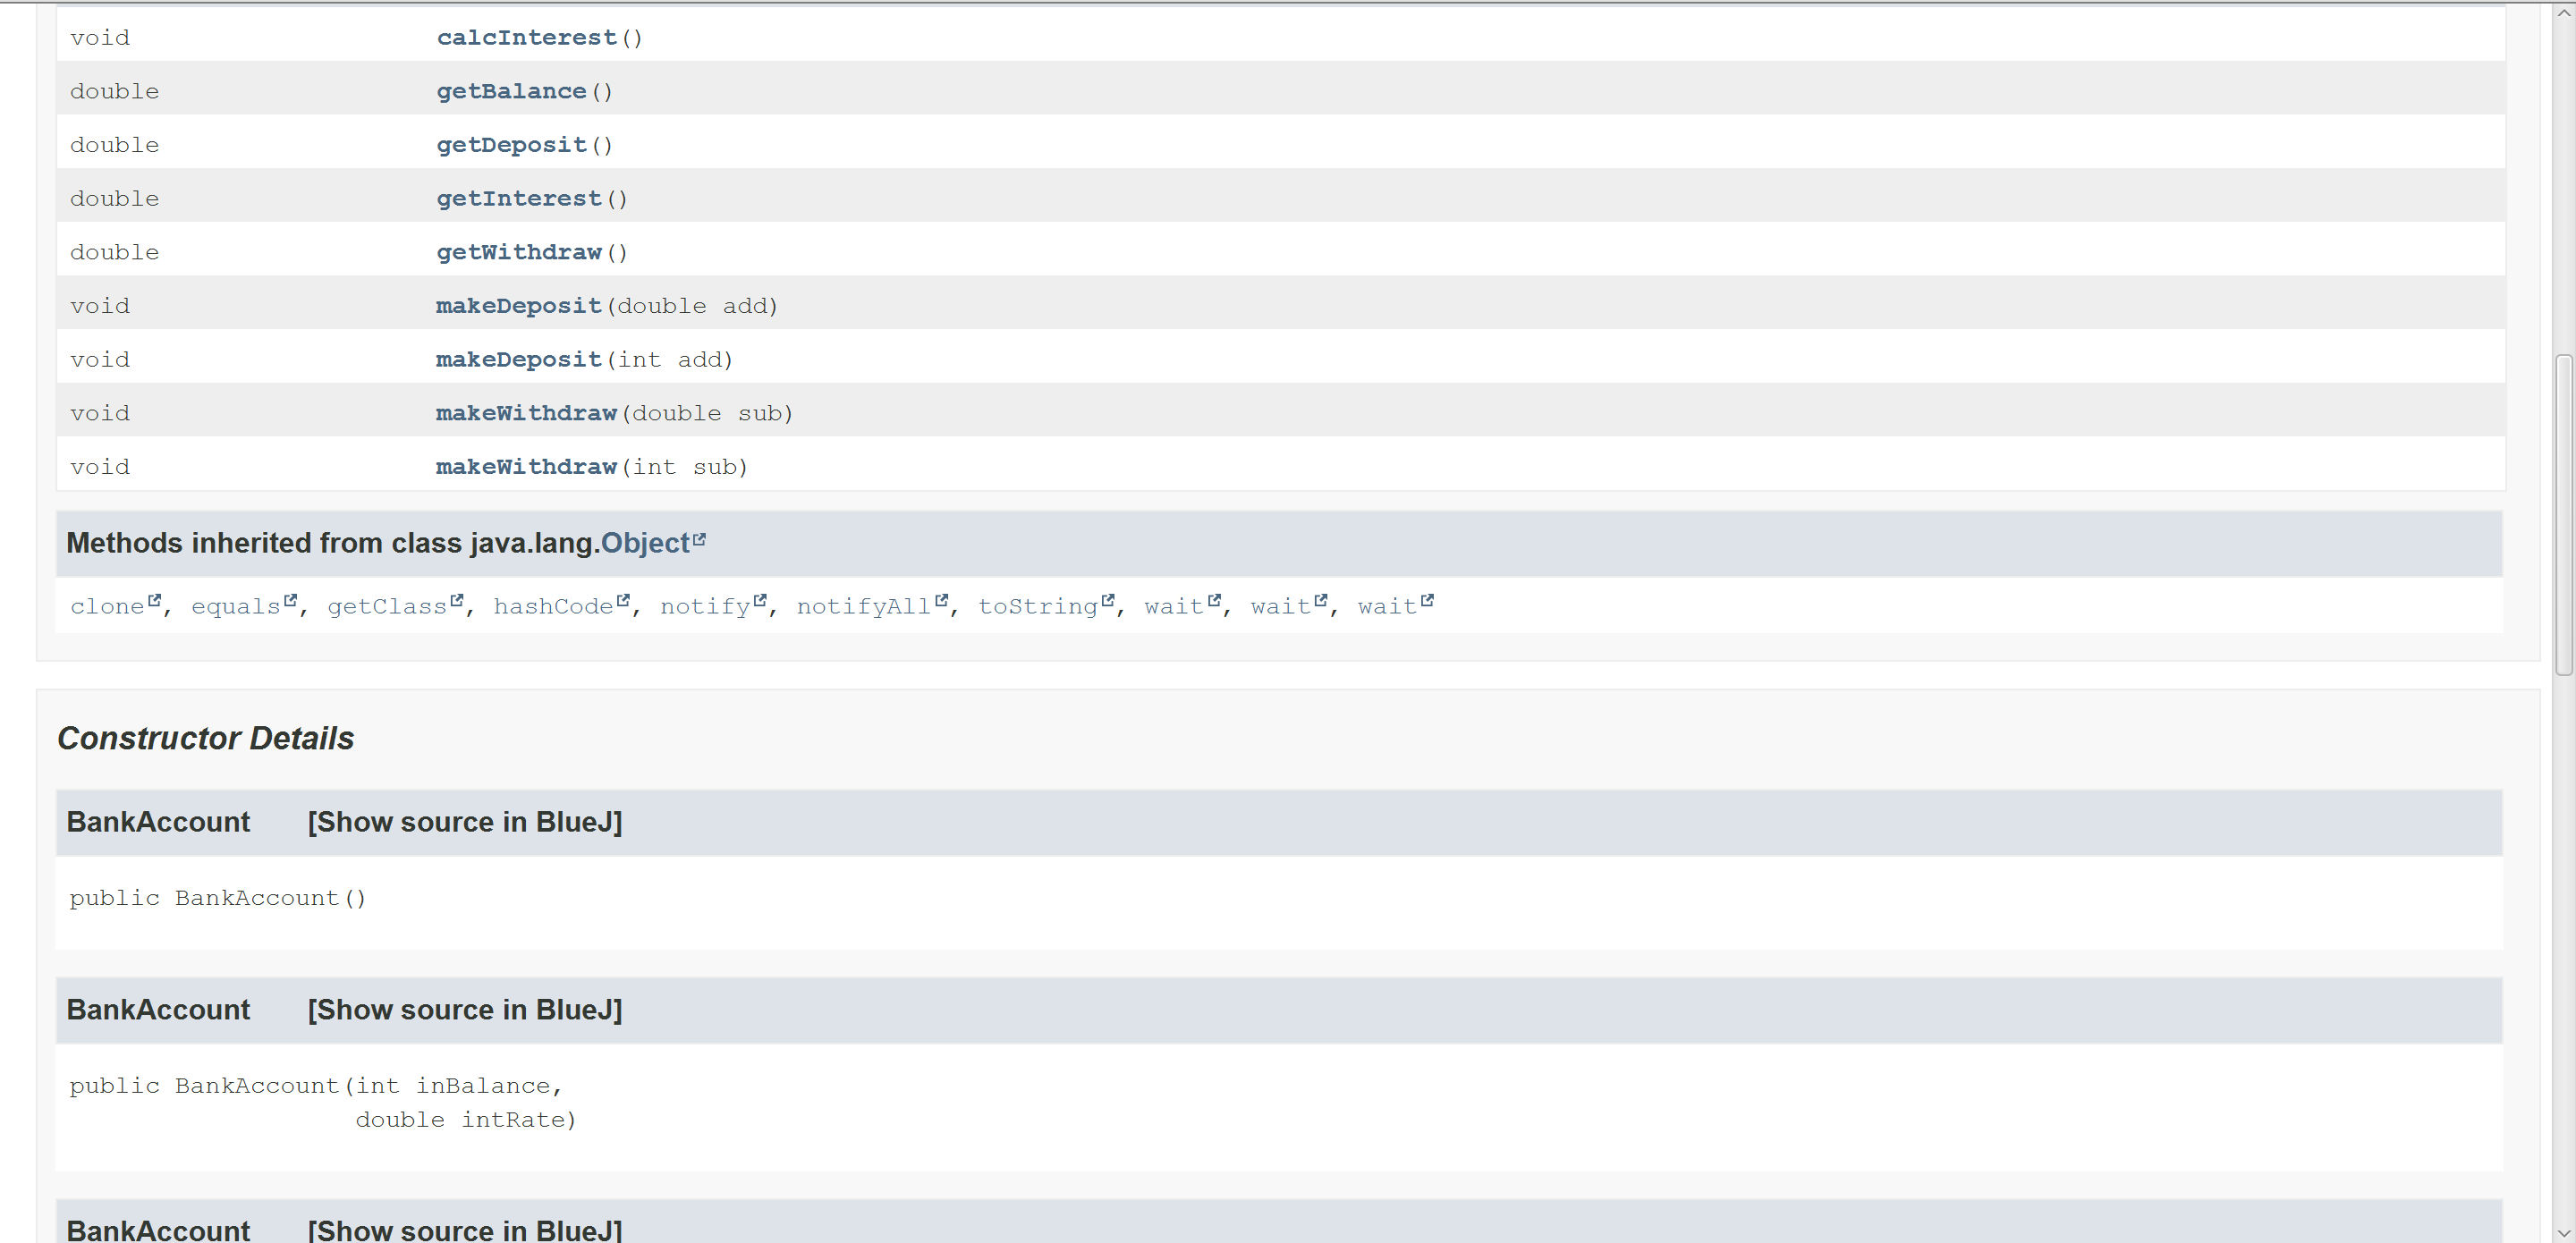 void calcInterest()
double getBalance()
double getDeposit()
double getInterest()
double getWithdraw()
void makeDeposit(double add)
void makeDeposit(int add)
void makeWithdraw(double sub)
void makeWithdraw(int sub)
Methods inherited from class java.lang.Object
clone, equals, getClass, hashCode, notify, notifyAll, toString, wait, wait, wait
Constructor Details
BankAccount [Show source in BlueJ]
public BankAccount()
BankAccount [Show source in BlueJ]
public BankAccount(int inBalance,
double intRate)
BankAccount [Show source in BlueJ]